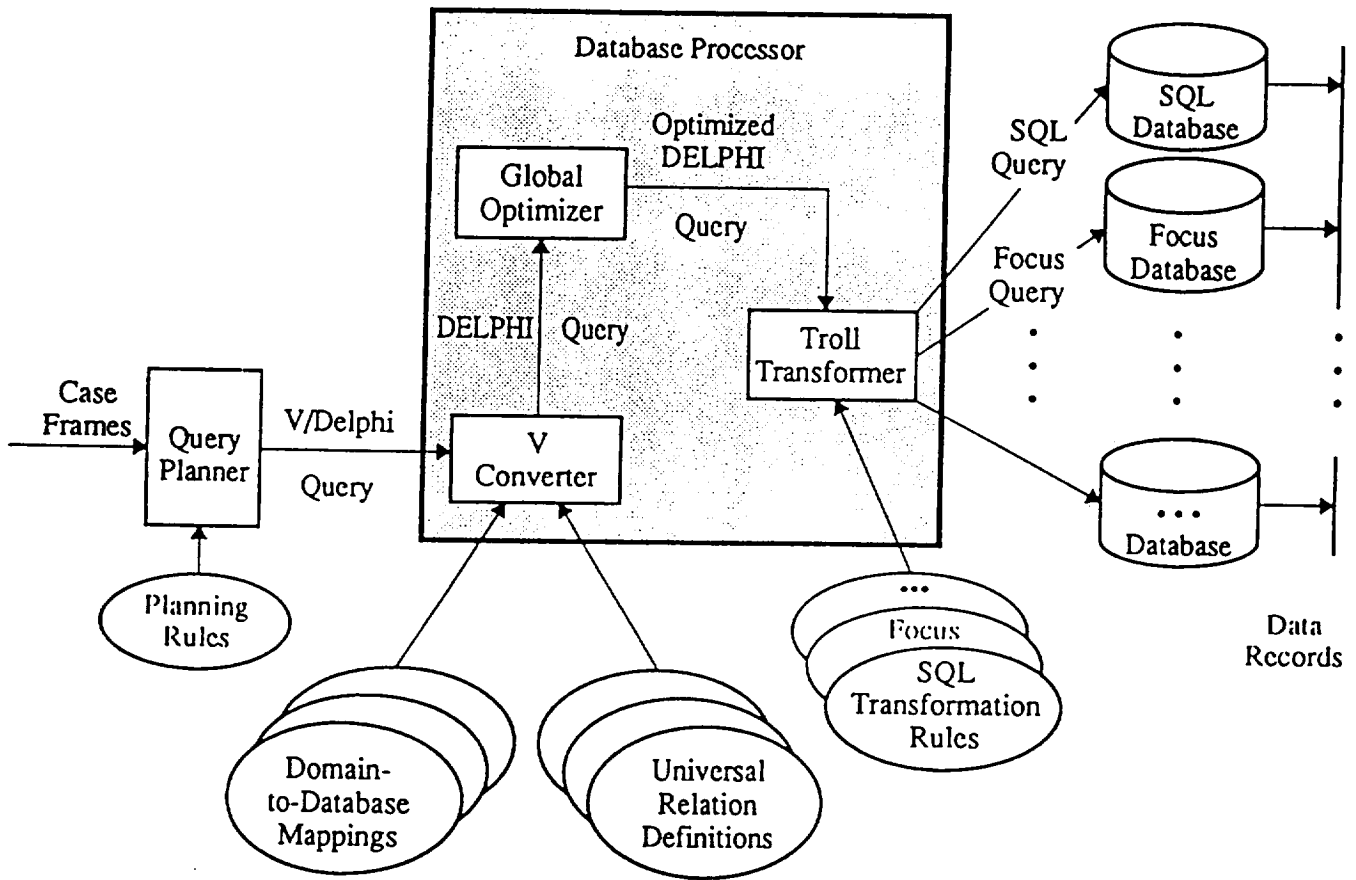 Database Processor
SQL
Database
Optimized
DELPHI
SQL
Query
Global
Optimizer
Query
Focus
Database
Focus
Query
DELPHI
Query
Troll
Transformer
Case
Frames
Query
Planner
V/Delphi
Query
V
Converter
Database
Planning
Rules
Focus
SQL
Transformation
Rules
Data
Records
Domain-
to-Database
Mappings
Universal
Relation
Definitions